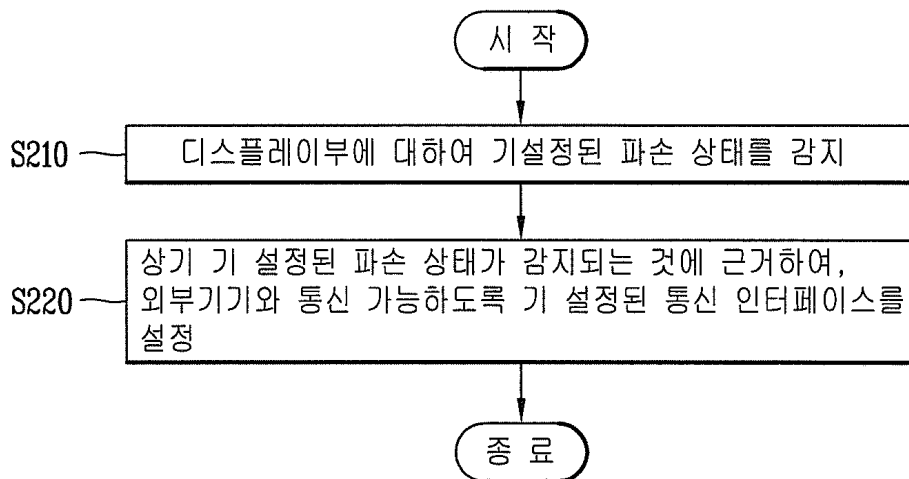 시 작
S210
디스플레이부에 대하여 기설정된 파손 상태를 감지
S220
상기 기 설정된 파손 상태가 감지되는 것에 근거하여,
외부기기와 통신 가능하도록 기 설정된 통신 인터페이스를
설정
종 료